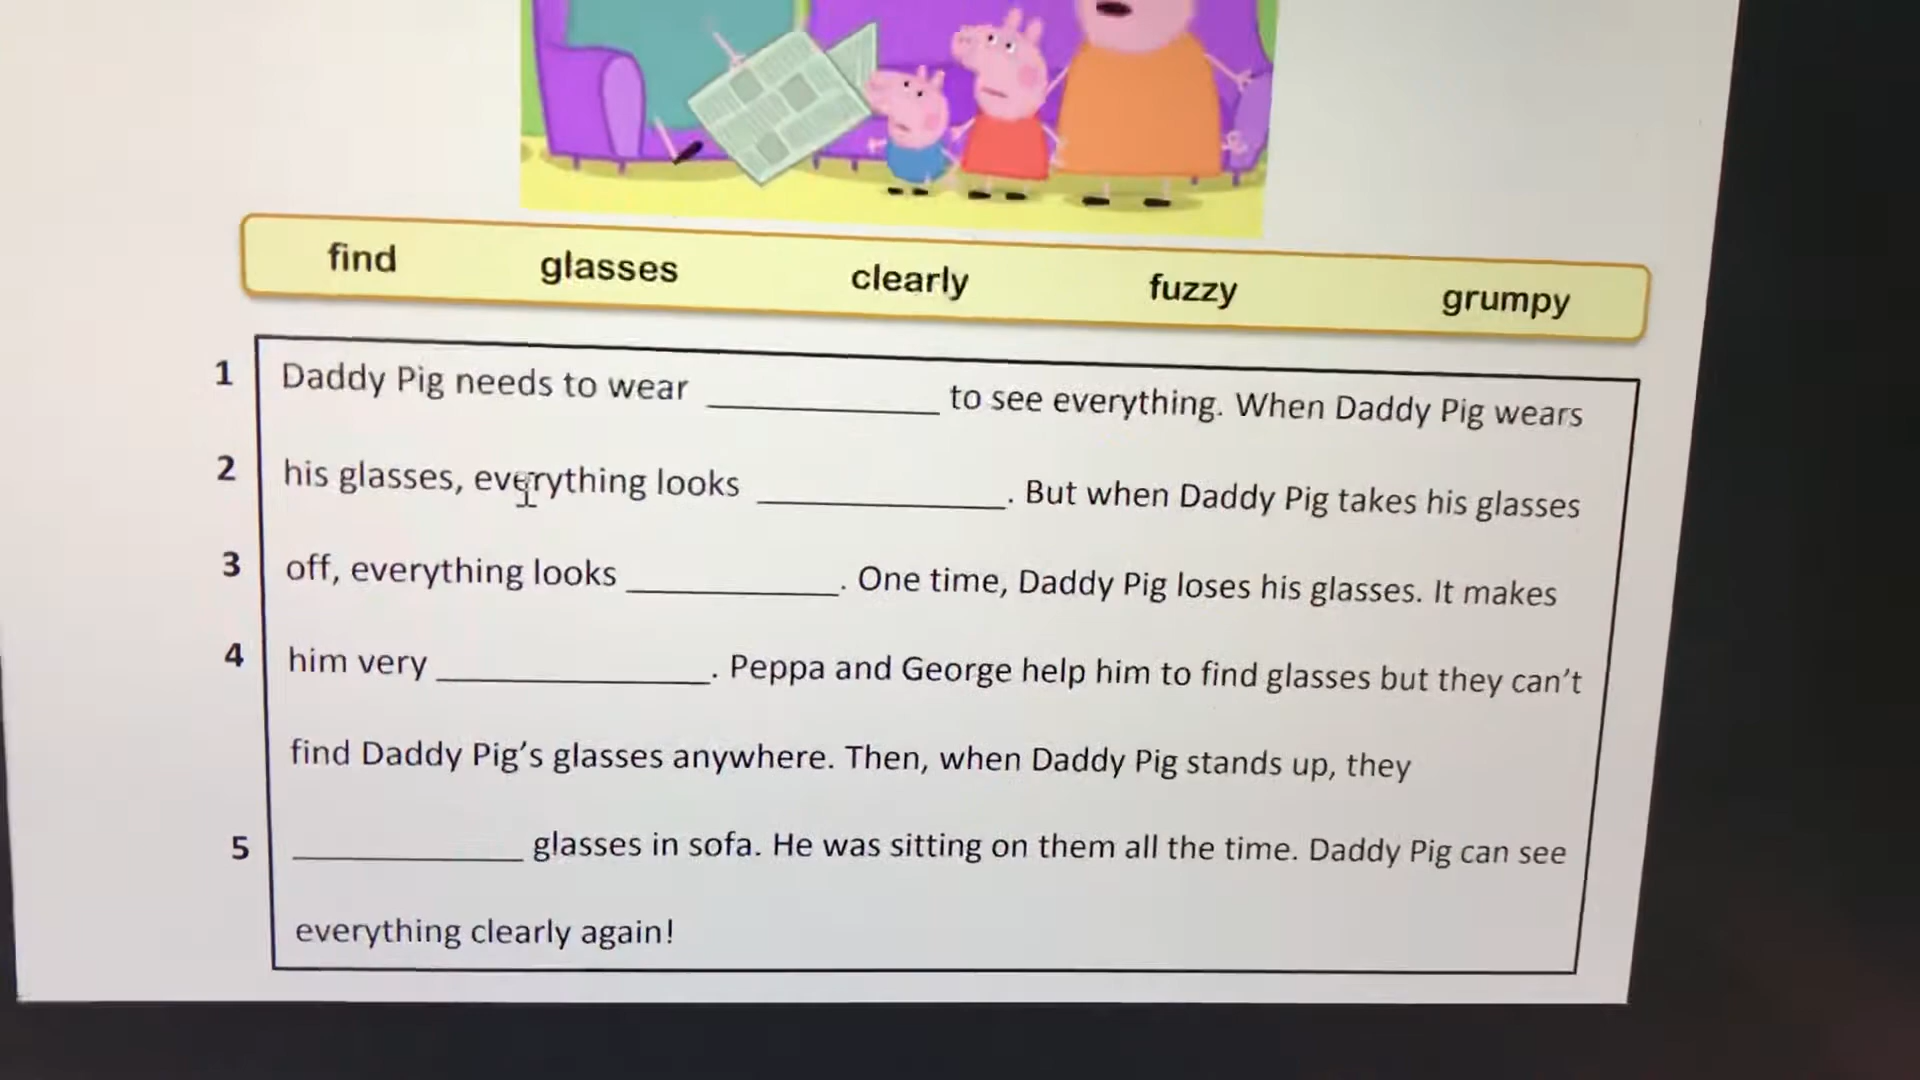 find glasses clearly fuzzy grumpy
1 Daddy Pig needs to wear ____________ to see everything. When Daddy Pig wears
2 his glasses, everything looks ____________. But when Daddy Pig takes his glasses
3 off, everything looks ____________. One time, Daddy Pig loses his glasses. It makes
4 him very ____________. Peppa and George help him to find glasses but they can't
find Daddy Pig's glasses anywhere. Then, when Daddy Pig stands up, they
5 ____________ glasses in sofa. He was sitting on them all the time. Daddy Pig can see
everything clearly again!